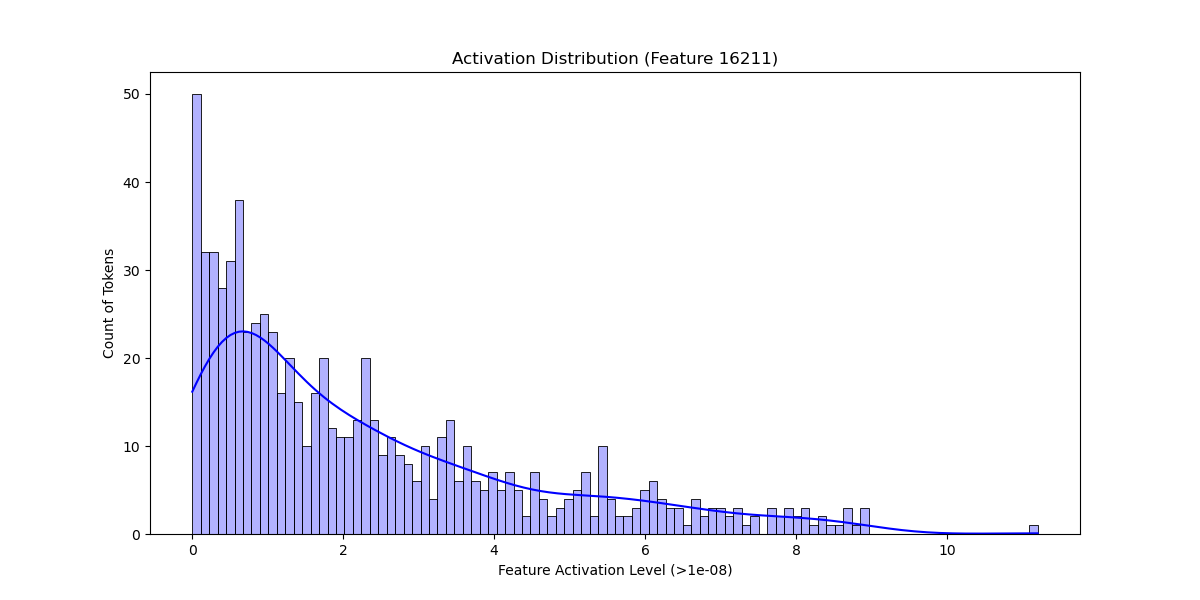 Activation Distribution (Feature 16211)
50
40
30
20
10
0
Count of Tokens
0 2 4 6 8 10
Feature Activation Level (>1e-08)